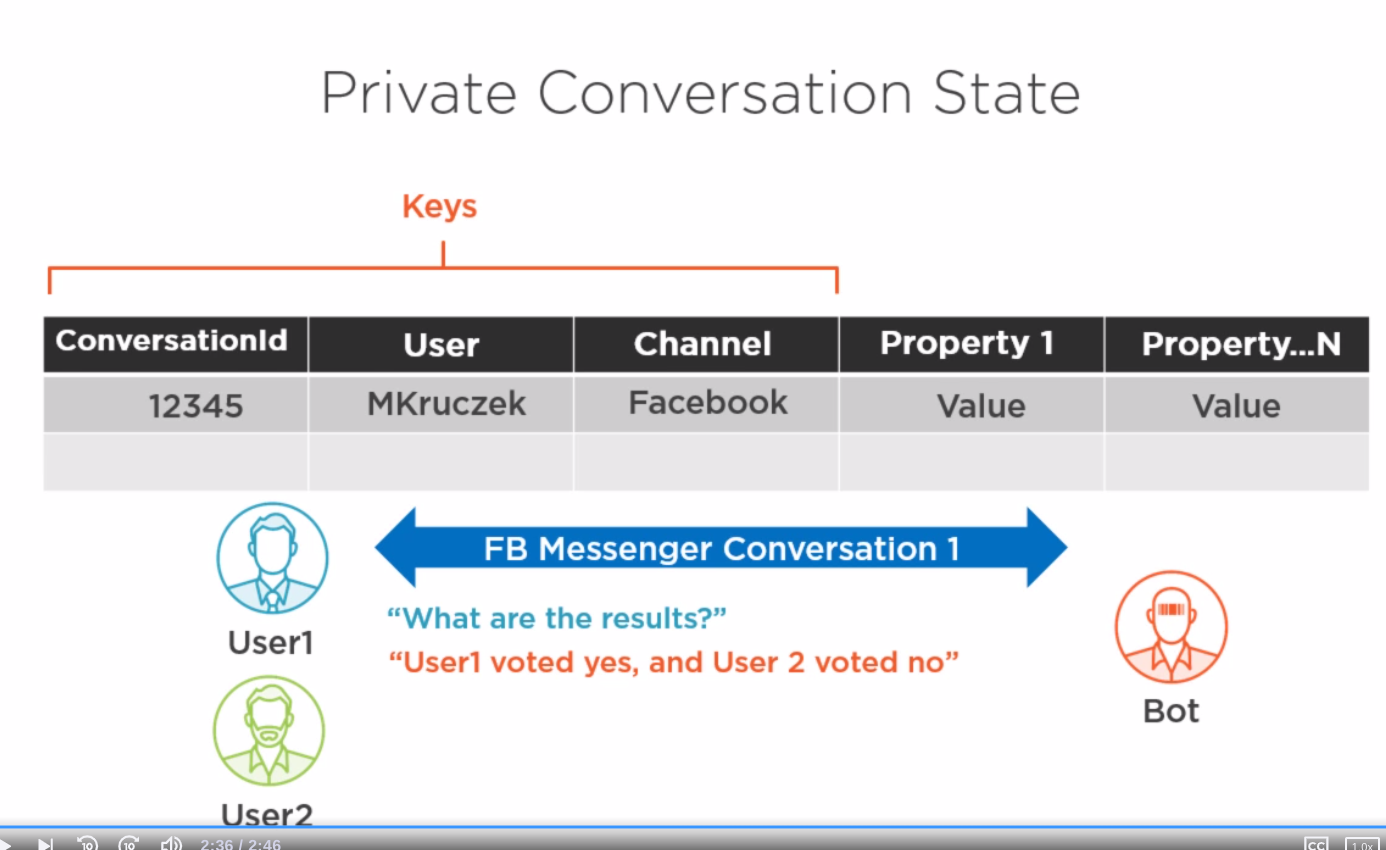 Private Conversation State
Keys
ConversationId User Channel Property 1 Property...N
12345 MKruczek Facebook Value Value
FB Messenger Conversation 1
“What are the results?”
“User1 voted yes, and User 2 voted no”
User1
Bot
User2
10 10 2:36 / 2:46 CC 1.0x